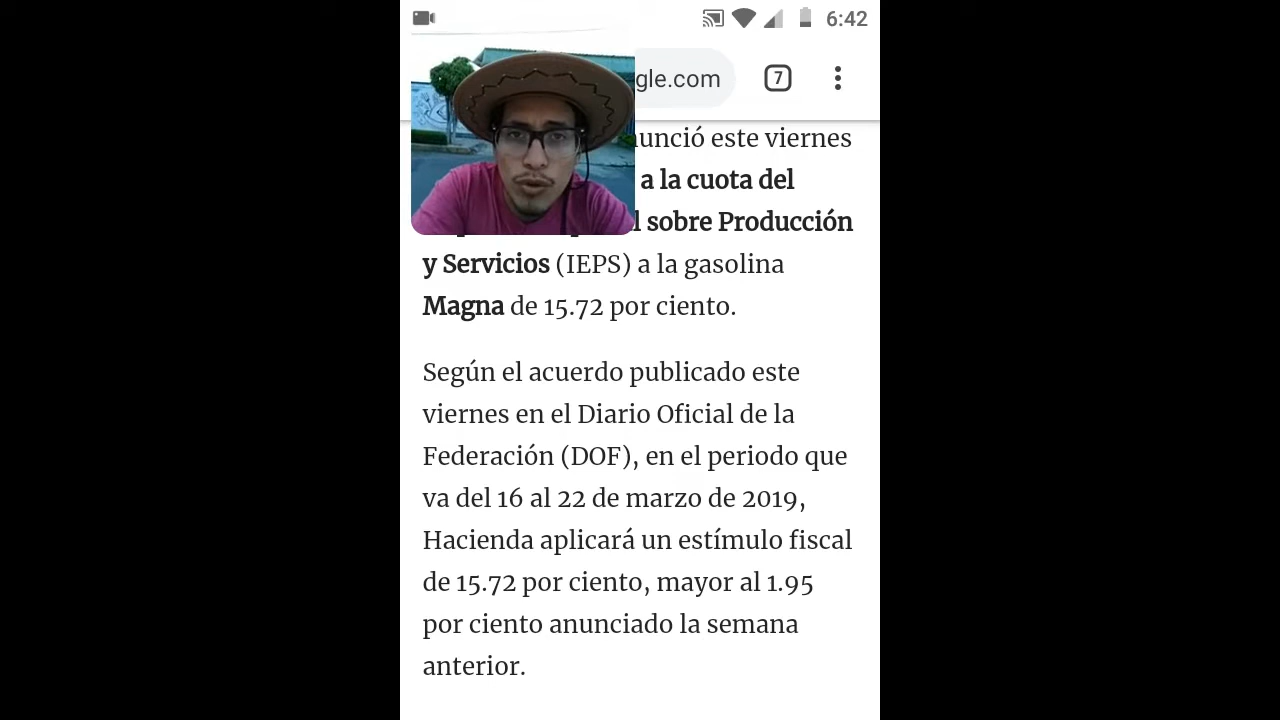 6:42
gle.com
7
unció este viernes
a la cuota del
l sobre Producción
y Servicios (IEPS) a la gasolina
Magna de 15.72 por ciento.
Según el acuerdo publicado este
viernes en el Diario Oficial de la
Federación (DOF), en el periodo que
va del 16 al 22 de marzo de 2019,
Hacienda aplicará un estímulo fiscal
de 15.72 por ciento, mayor al 1.95
por ciento anunciado la semana
anterior.